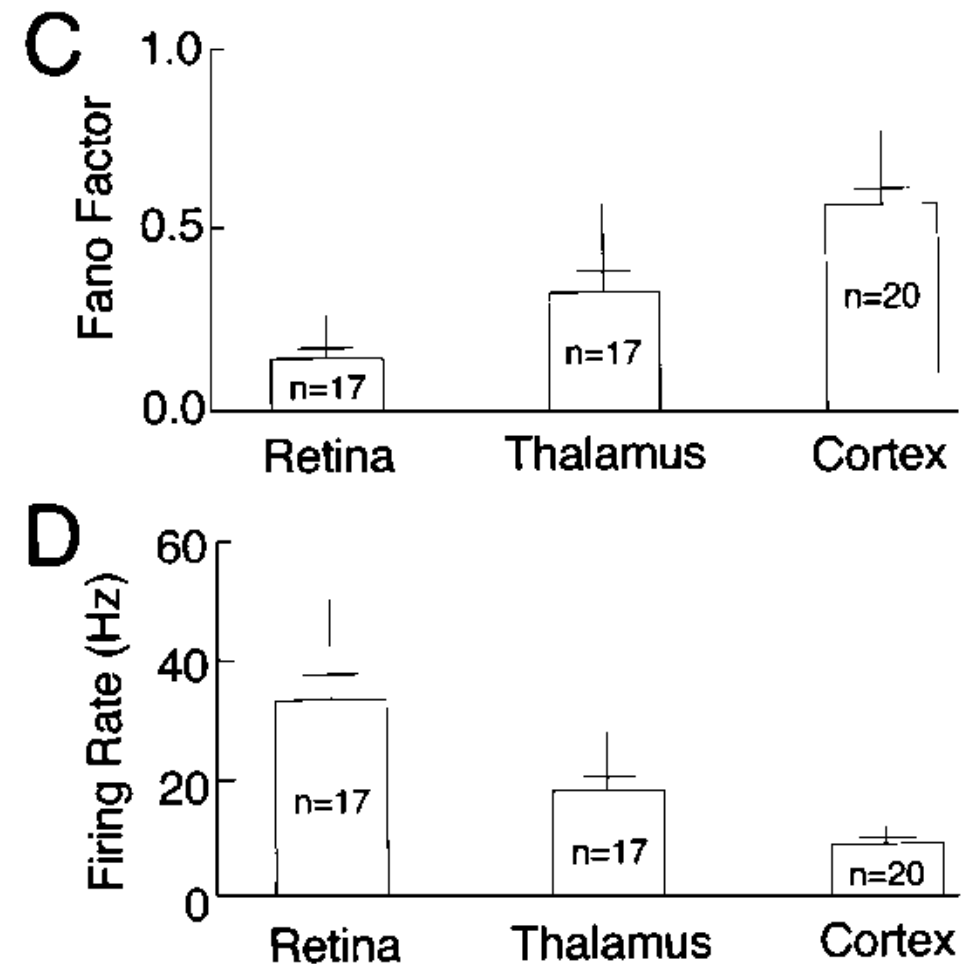 C
Fano Factor
1.0
0.5
0.0
n=17
n=17
n=20
Retina Thalamus Cortex
D
Firing Rate (Hz)
60
40
20
0
n=17
n=17
n=20
Retina Thalamus Cortex